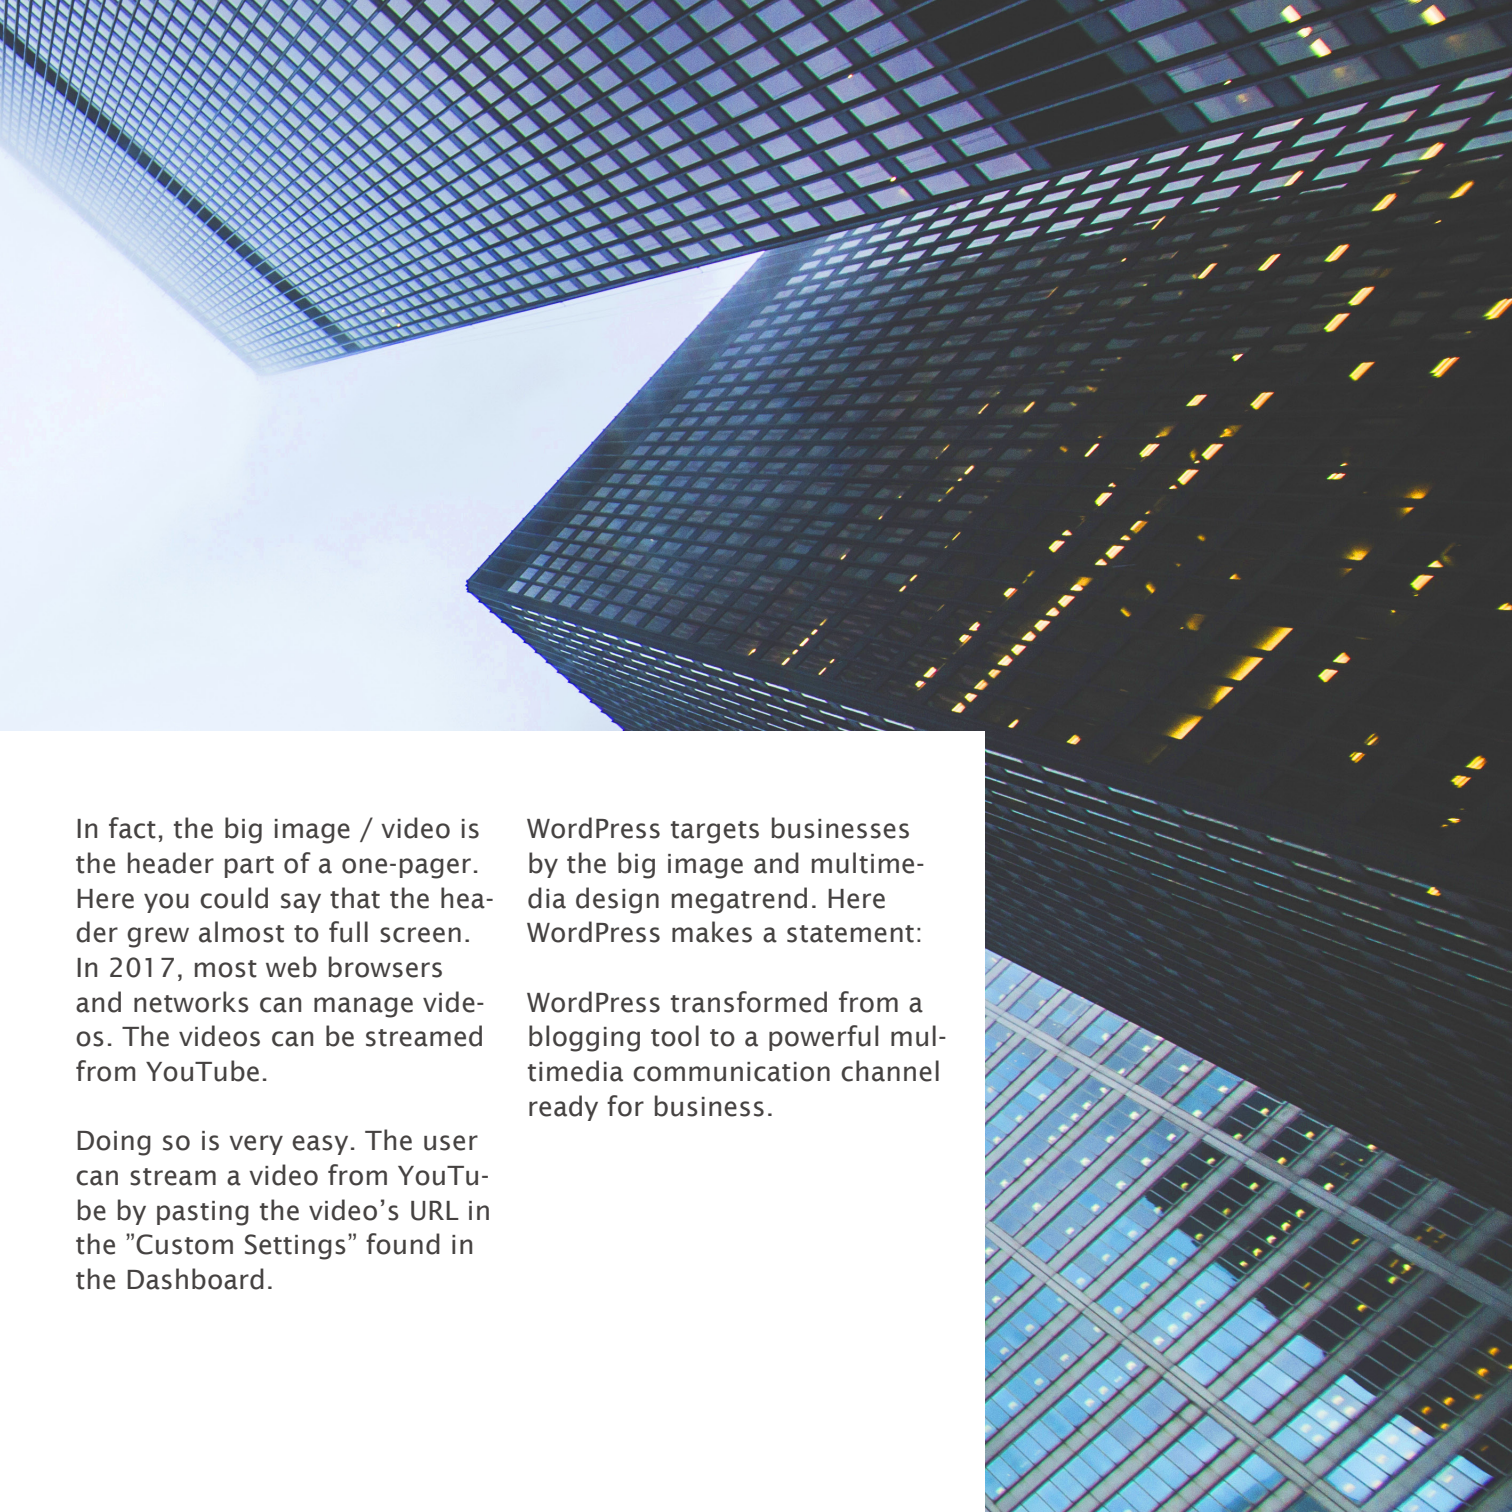 In fact, the big image / video is
the header part of a one-pager.
Here you could say that the hea-
der grew almost to full screen.
In 2017, most web browsers
and networks can manage vide-
os. The videos can be streamed
from YouTube.
Doing so is very easy. The user
can stream a video from YouTu-
be by pasting the video’s URL in
the ”Custom Settings” found in
the Dashboard.
WordPress targets businesses
by the big image and multime-
dia design megatrend. Here
WordPress makes a statement:
WordPress transformed from a
blogging tool to a powerful mul-
timedia communication channel
ready for business.